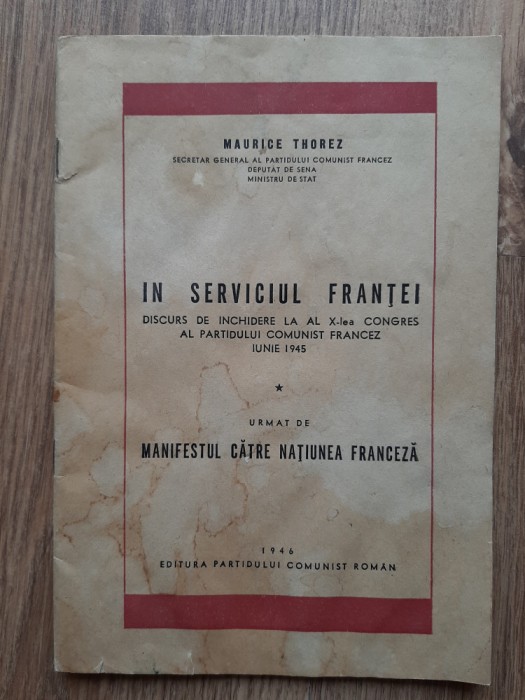 MAURICE THOREZ
SECRETAR GENERAL AL PARTIDULUI COMUNIST FRANCEZ
DEPUTAT DE SENA
MINISTRU DE STAT
IN SERVICIUL FRANŢEI
DISCURS DE INCHIDERE LA AL X-lea CONGRES
AL PARTIDULUI COMUNIST FRANCEZ
IUNIE 1945
★
URMAT DE
MANIFESTUL CĂTRE NAŢIUNEA FRANCEZĂ
1946
EDITURA PARTIDULUI COMUNIST ROMÂN